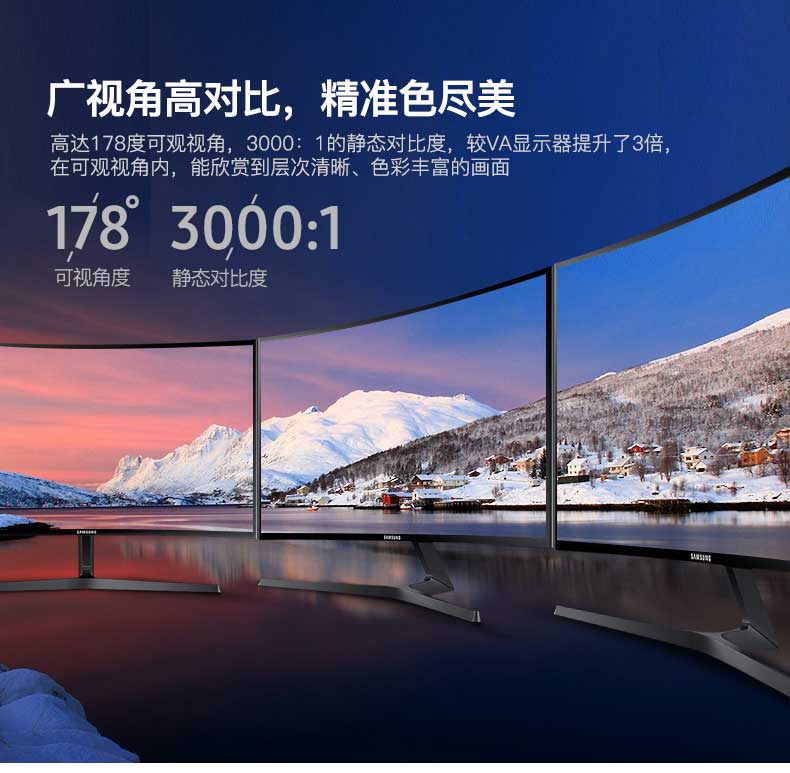 广视角高对比，精准色尽美
高达178度可观视角，3000：1的静态对比度，较VA显示器提升了3倍，
在可观视角内，能欣赏到层次清晰、色彩丰富的画面
178° 3000:1
可视角度 静态对比度
SAMSUNG
SAMSUNG
SAMSUNG